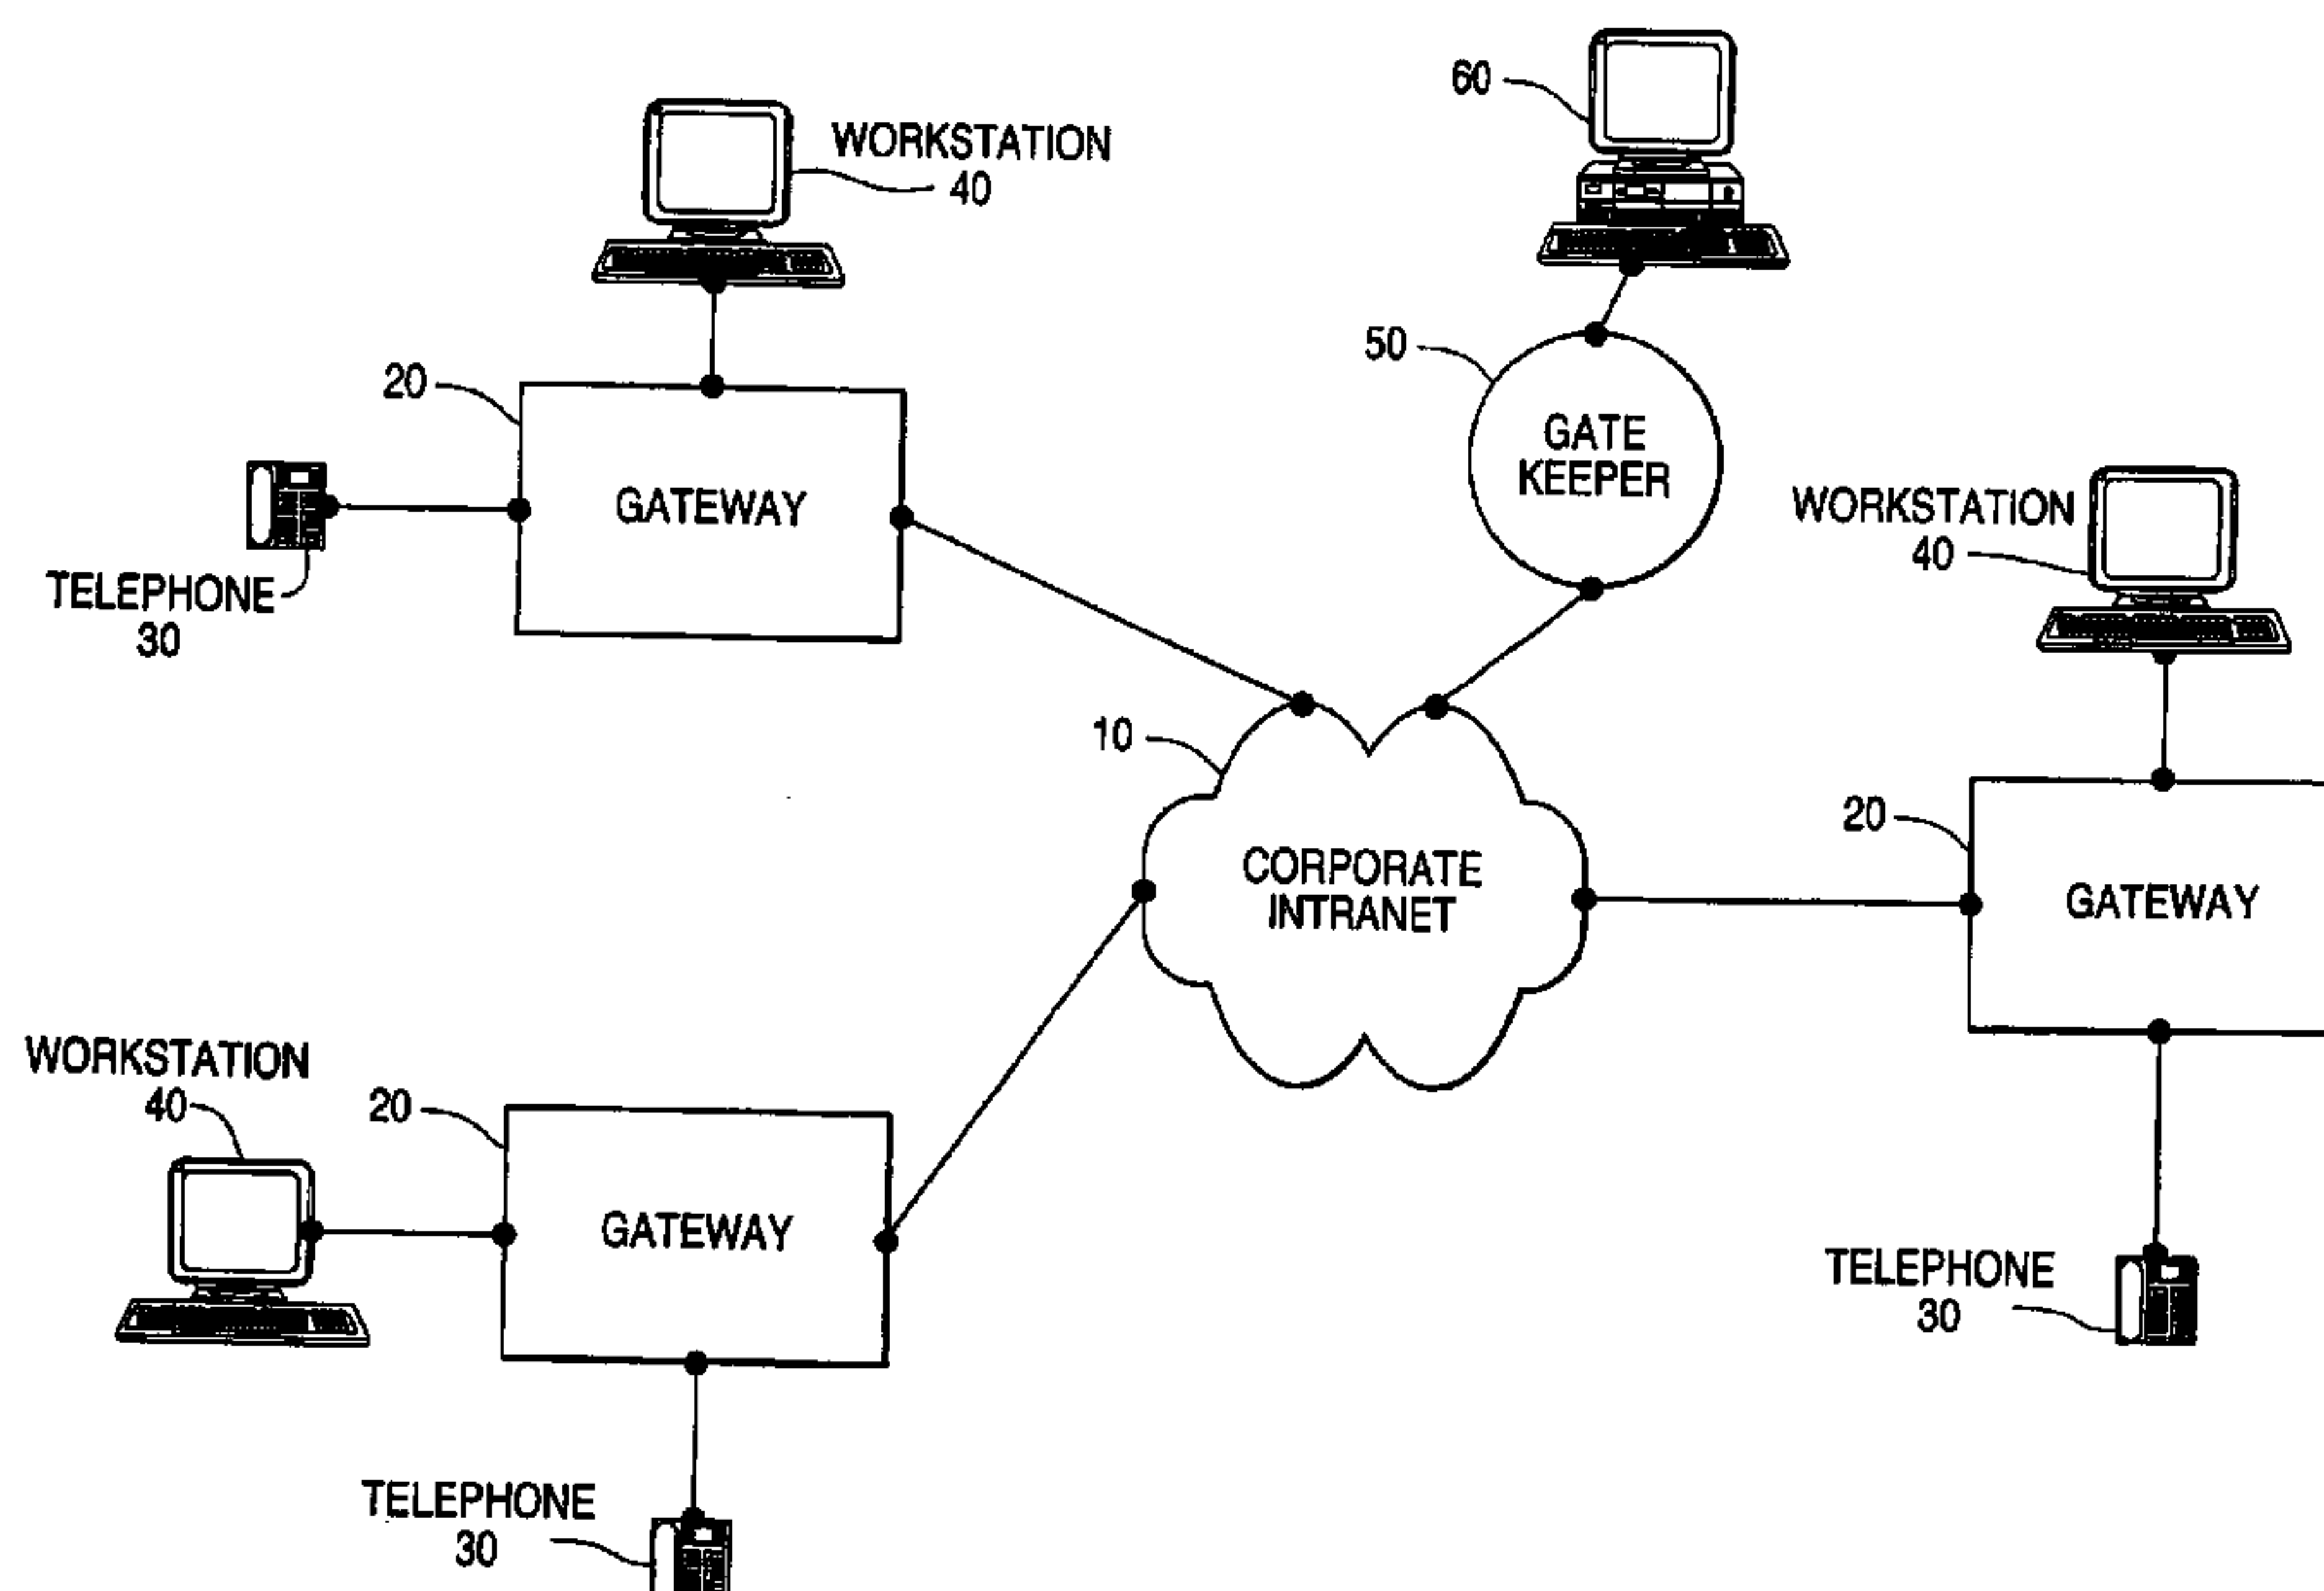 60
WORKSTATION
40
50
20
GATE
KEEPER
GATEWAY
WORKSTATION
40
TELEPHONE
30
10
20
CORPORATE
INTRANET
GATEWAY
WORKSTATION
40
20
GATEWAY
TELEPHONE
30
TELEPHONE
30